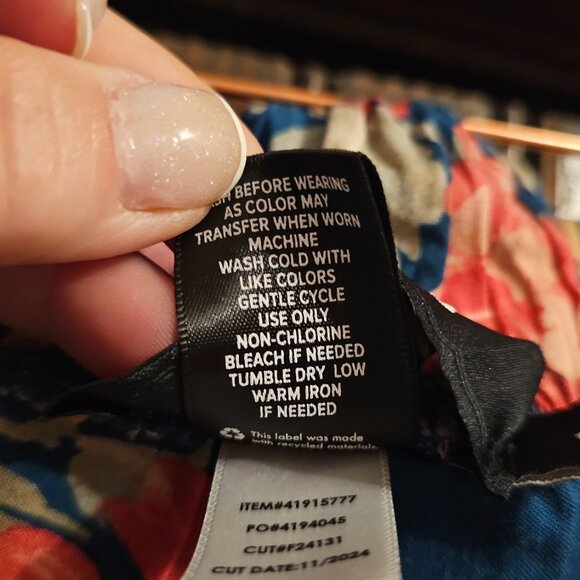 BEFORE WEARING
AS COLOR MAY
TRANSFER WHEN WORN
MACHINE
WASH COLD WITH
LIKE COLORS
GENTLE CYCLE
USE ONLY
NON-CHLORINE
BLEACH IF NEEDED
TUMBLE DRY LOW
WARM IRON
IF NEEDED
This label was made
with recycled materials
ITEM#41915777
PO#4194045
CUT#F24131
CUT DATE:11/2024